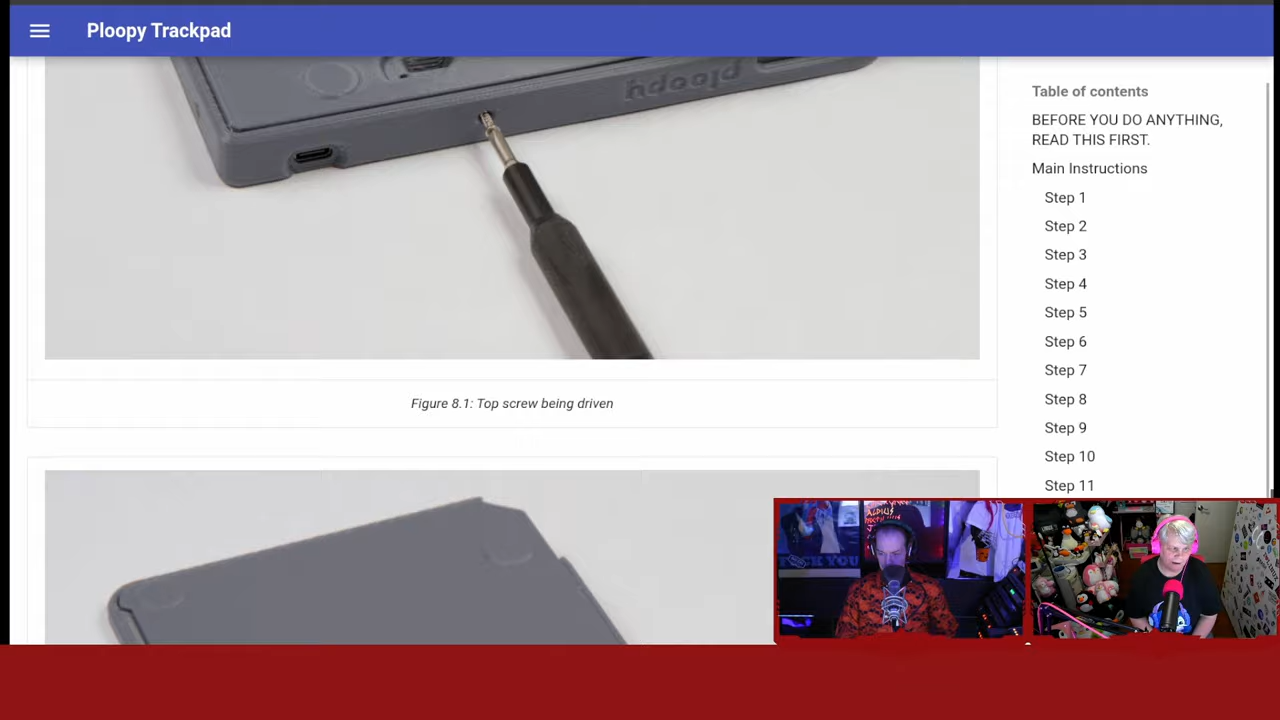 Ploopy Trackpad
ploopy
Figure 8.1: Top screw being driven
Table of contents
BEFORE YOU DO ANYTHING,
READ THIS FIRST.
Main Instructions
Step 1
Step 2
Step 3
Step 4
Step 5
Step 6
Step 7
Step 8
Step 9
Step 10
Step 11